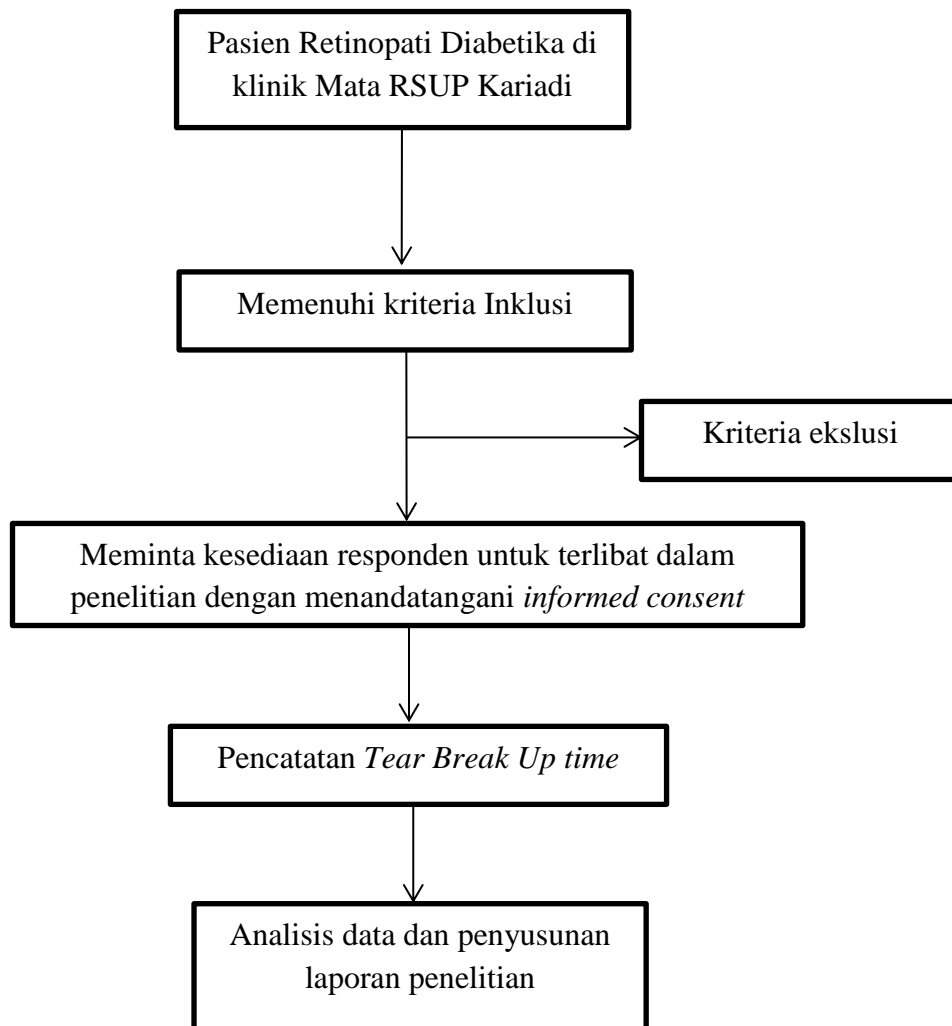 Pasien Retinopati Diabetika di
klinik Mata RSUP Kariadi
Memenuhi kriteria Inklusi
Kriteria ekslusi
Meminta kesediaan responden untuk terlibat dalam
penelitian dengan menandatangani informed consent
Pencatatan Tear Break Up time
Analisis data dan penyusunan
laporan penelitian